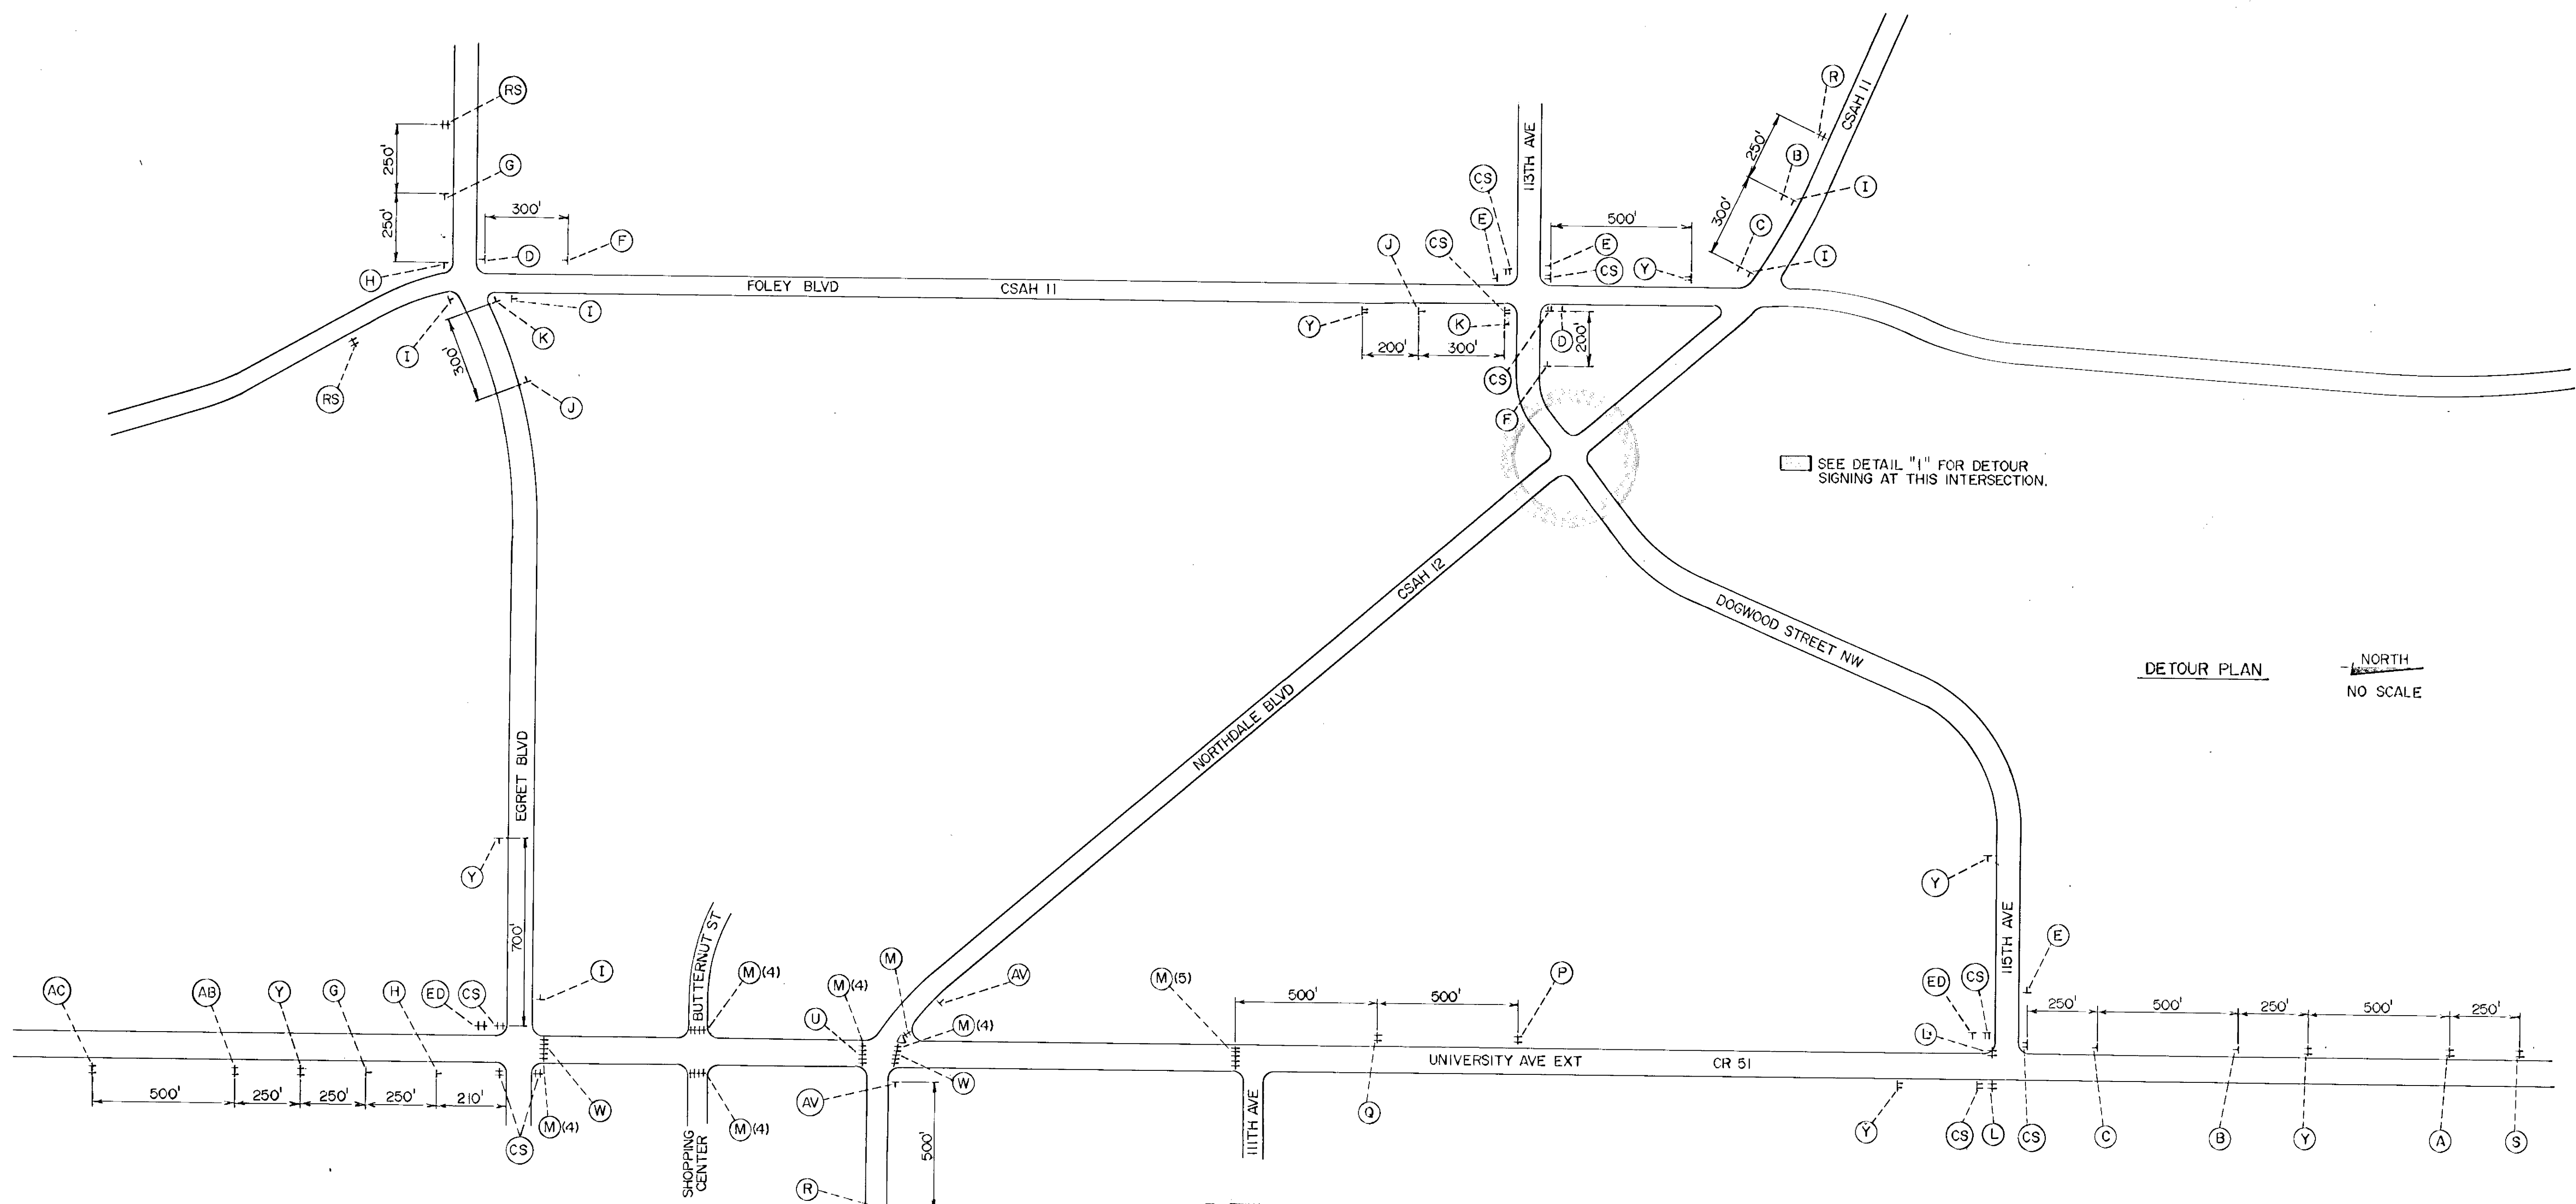 RS
250'
G
250'
300'
F
D
H
I
K
I
300'
RS
J
FOLEY BLVD
CSAH 11
CS
E
113TH AVE
J
CS
E
CS
Y
500'
Y
K
200'
300'
D
200'
CS
F
R
CSAH 11
250'
B
I
300'
C
I
SEE DETAIL "1" FOR DETOUR
SIGNING AT THIS INTERSECTION.
CSAH 12
NORTHDALE BLVD
DOGWOOD STREET NW
DETOUR PLAN
NORTH
NO SCALE
EGRET BLVD
Y
700'
I
AC
AB
Y
G
H
ED
CS
500'
250'
250'
250'
210'
CS
M (4)
W
BUTTERNUT ST
M (4)
SHOPPING
CENTER
M (4)
U
M (4)
M
AV
M (4)
W
AV
500'
R
M (5)
500'
500'
P
Q
111TH AVE
UNIVERSITY AVE EXT
CR 51
Y
115TH AVE
E
ED
CS
L
250'
500'
250'
500'
250'
Y
CS
L
CS
C
B
Y
A
S